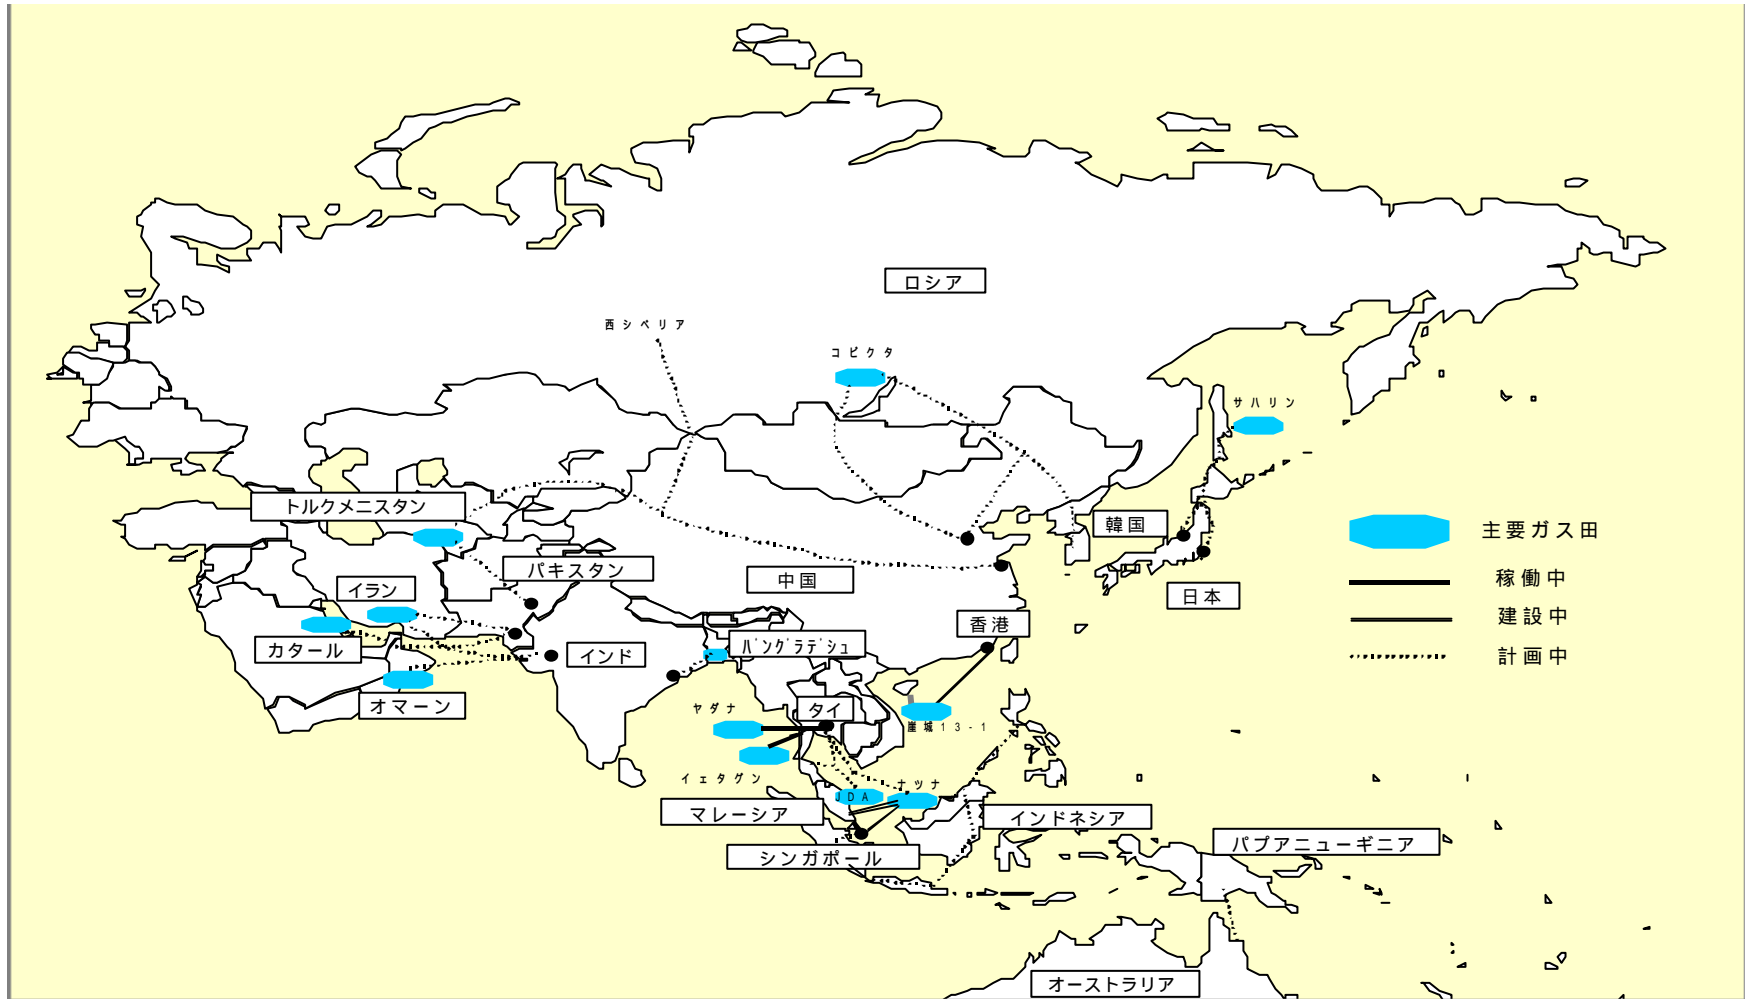 ロシア
西シベリア
コビクタ
サハリン
トルクメニスタン
韓国
主要ガス田
パキスタン
中国
稼働中
イラン
日本
建設中
香港
カタール
インド
バングラデシュ
計画中
オマーン
ヤダナ
タイ
崖城13-1
イェタグン
ナツナ
JDA
マレーシア
インドネシア
シンガポール
パプアニューギニア
オーストラリア